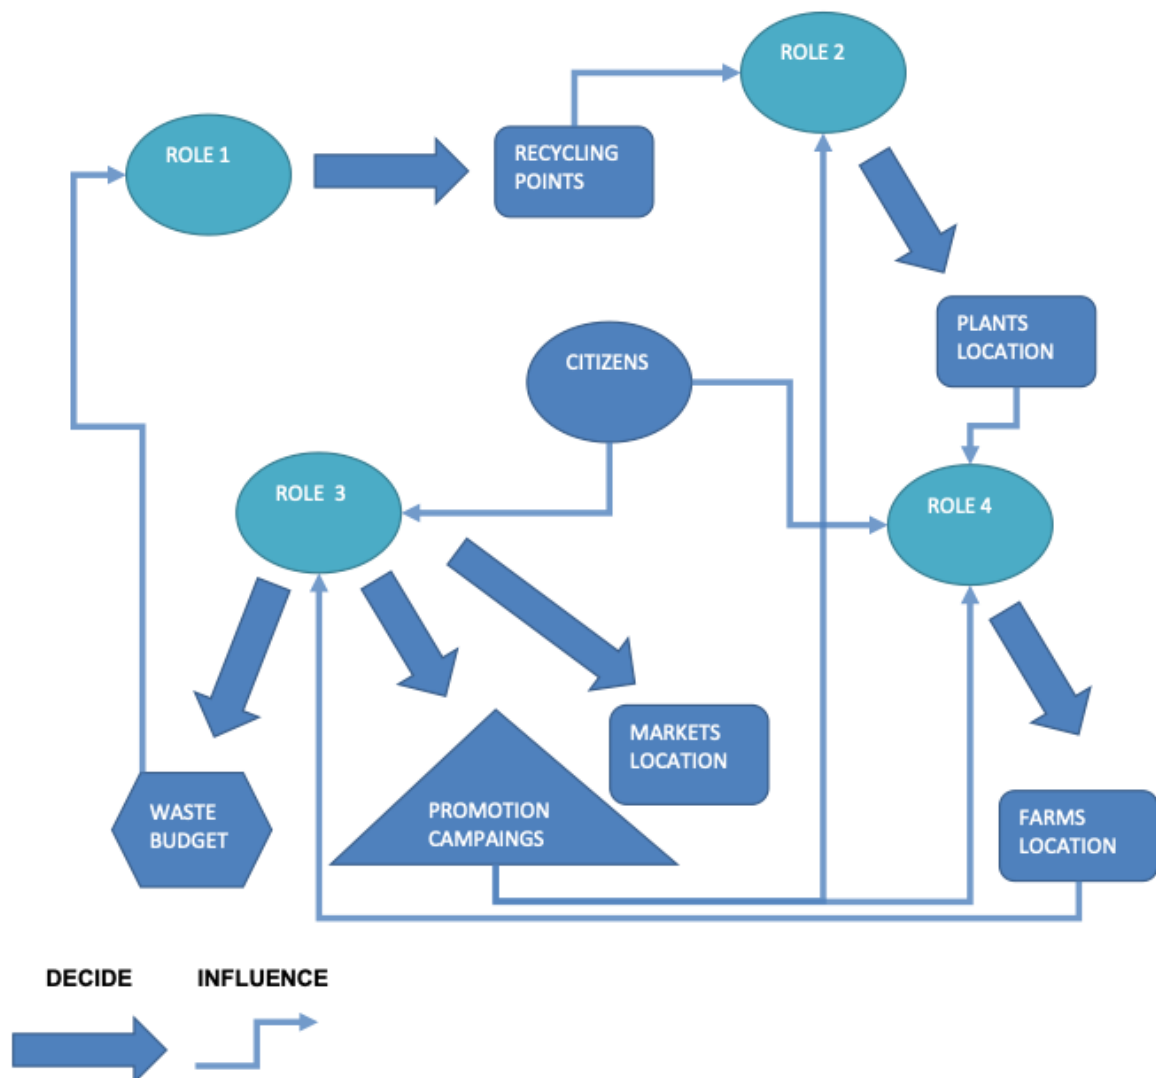 ROLE 2
ROLE 1
RECYCLING
POINTS
PLANTS
LOCATION
CITIZENS
ROLE  3
ROLE 4
MARKETS
LOCATION
WASTE
BUDGET
PROMOTION
CAMPAINGS
FARMS
LOCATION
DECIDE
INFLUENCE